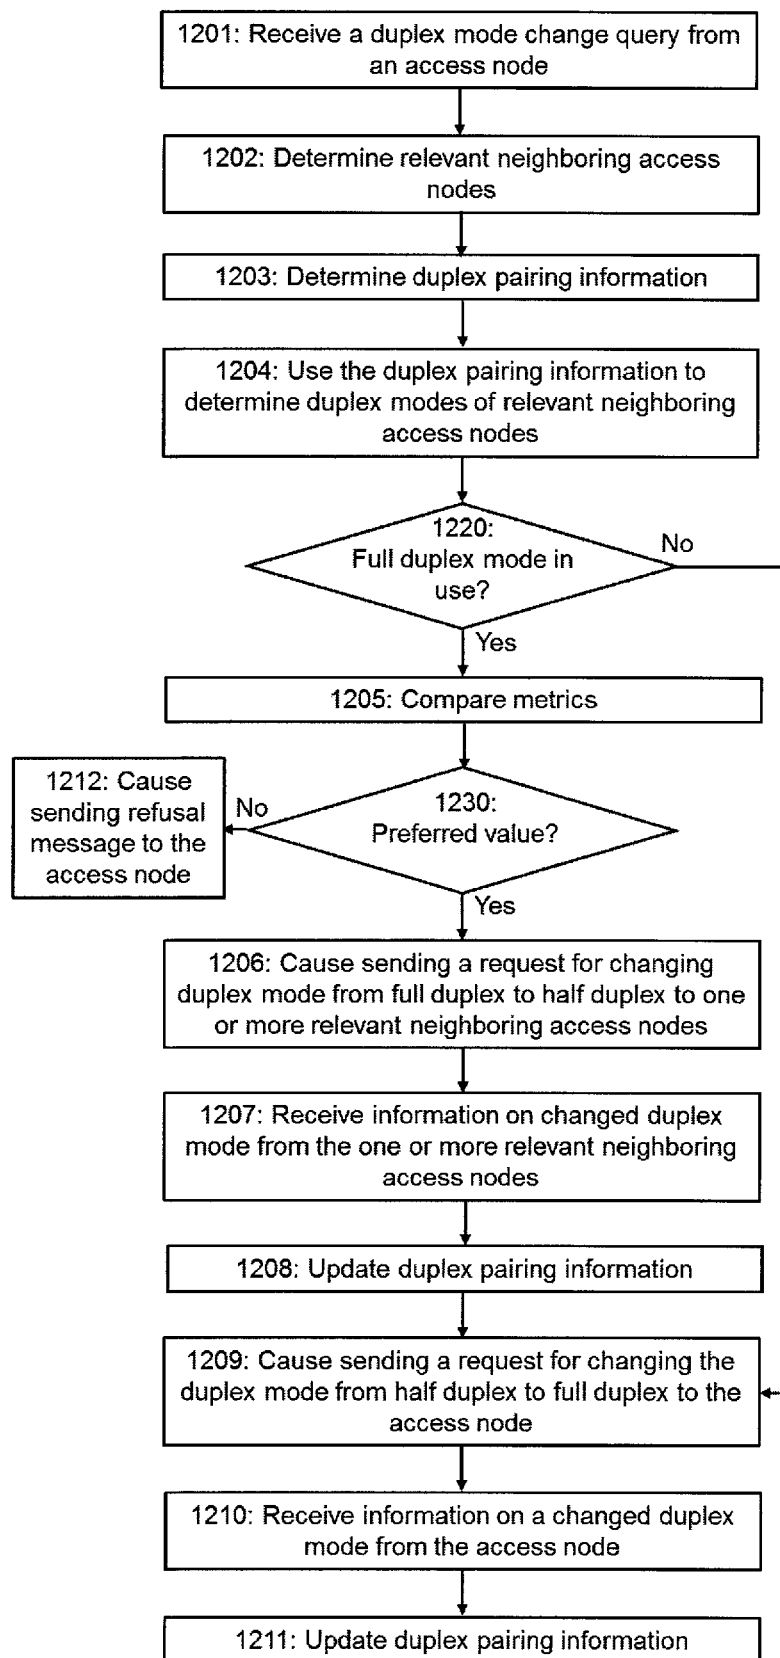 1201: Receive a duplex mode change query from
an access node
1202: Determine relevant neighboring access
nodes
1203: Determine duplex pairing information
1204: Use the duplex pairing information to
determine duplex modes of relevant neighboring
access nodes
1220:
Full duplex mode in
use?
No
Yes
1205: Compare metrics
1212: Cause
sending refusal
message to the
access node
No
1230:
Preferred value?
Yes
1206: Cause sending a request for changing
duplex mode from full duplex to half duplex to one
or more relevant neighboring access nodes
1207: Receive information on changed duplex
mode from the one or more relevant neighboring
access nodes
1208: Update duplex pairing information
1209: Cause sending a request for changing the
duplex mode from half duplex to full duplex to the
access node
1210: Receive information on a changed duplex
mode from the access node
1211: Update duplex pairing information